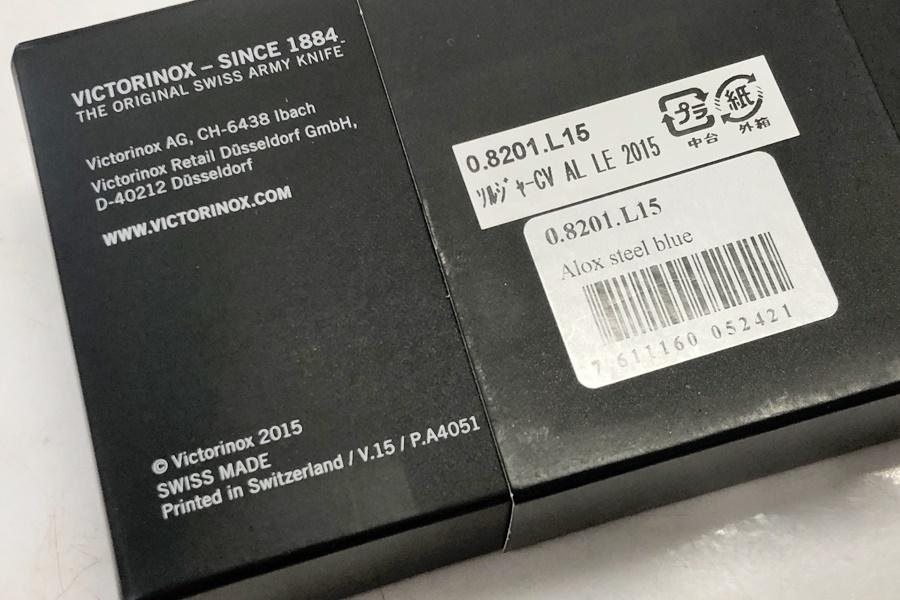 VICTORINOX – SINCE 1884
THE ORIGINAL SWISS ARMY KNIFE
Victorinox AG, CH-6438 Ibach
Victorinox Retail Düsseldorf GmbH,
D-40212 Düsseldorf
WWW.VICTORINOX.COM
© Victorinox 2015
SWISS MADE
Printed in Switzerland / V.15 / P.A4051
0.8201.L15
ソルジャーCV AL LE 2015
プラ
中台
紙
外箱
0.8201.L15
Alox steel blue
7 611160 052421